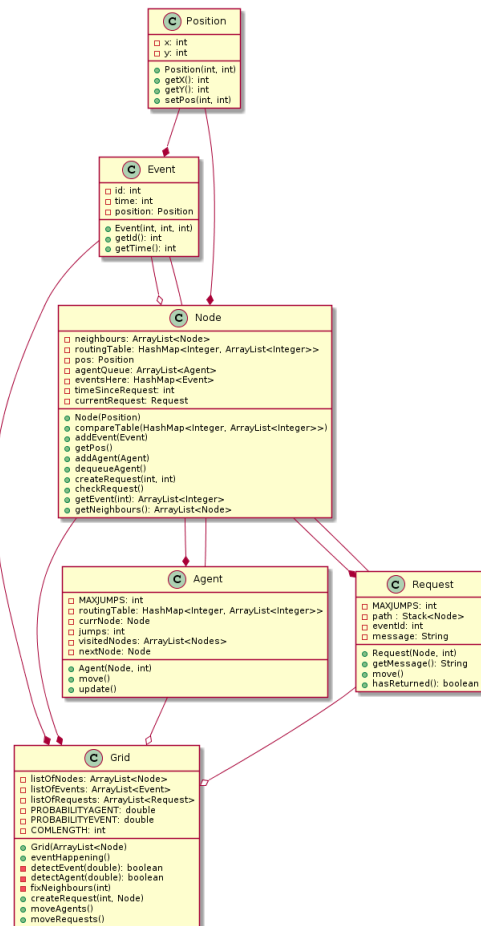 C Position
x: int
y: int
Position(int, int)
getX(): int
getY(): int
setPos(int, int)
C Event
id: int
time: int
position: Position
Event(int, int, int)
getId(): int
getTime(): int
C Node
neighbours: ArrayList<Node>
routingTable: HashMap<Integer, ArrayList<Integer>>
pos: Position
agentQueue: ArrayList<Agent>
eventsHere: HashMap<Event>
timeSinceRequest: int
currentRequest: Request
Node(Position)
compareTable(HashMap<Integer, ArrayList<Integer>>)
addEvent(Event)
getPos()
addAgent(Agent)
dequeueAgent()
createRequest(int, int)
checkRequest()
getEvent(int): ArrayList<Integer>
getNeighbours(): ArrayList<Node>
C Agent
MAXJUMPS: int
routingTable: HashMap<Integer, ArrayList<Integer>>
currNode: Node
jumps: int
visitedNodes: ArrayList<Nodes>
nextNode: Node
Agent(Node, int)
move()
update()
C Request
MAXJUMPS: int
path : Stack<Node>
eventId: int
message: String
Request(Node, int)
getMessage(): String
move()
hasReturned(): boolean
C Grid
listOfNodes: ArrayList<Node>
listOfEvents: ArrayList<Event>
listOfRequests: ArrayList<Request>
PROBABILITYAGENT: double
PROBABILITYEVENT: double
COMLENGTH: int
Grid(ArrayList<Node)
eventHappening()
detectEvent(double): boolean
detectAgent(double): boolean
fixNeighbours(int)
createRequest(int, Node)
moveAgents()
moveRequests()